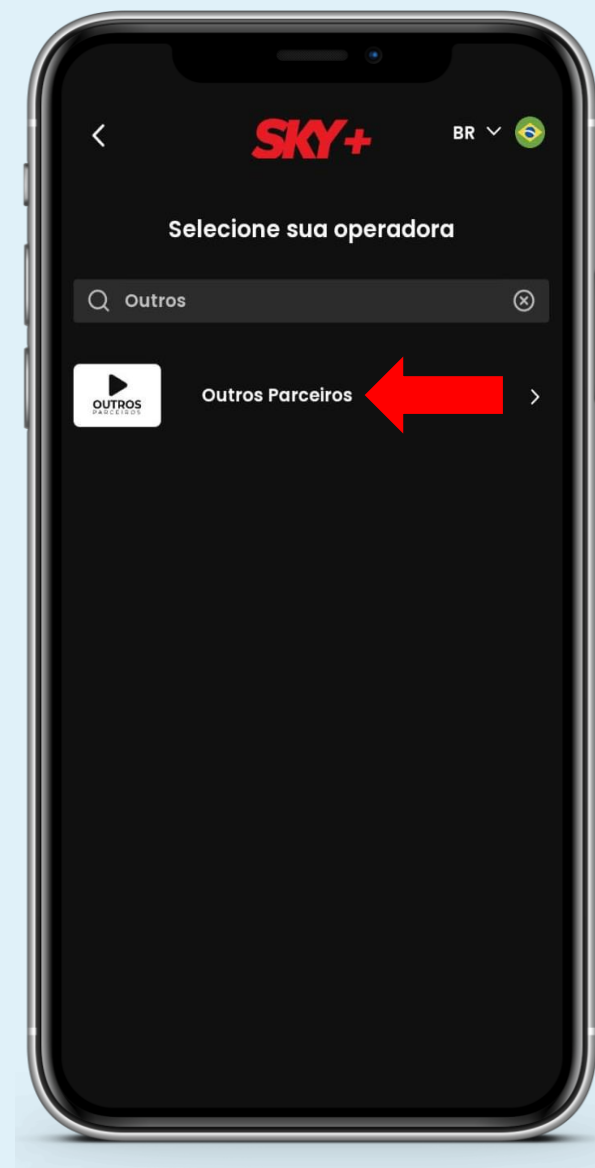 SKY+
BR
Selecione sua operadora
Outros
OUTROS
PARCEIROS
Outros Parceiros